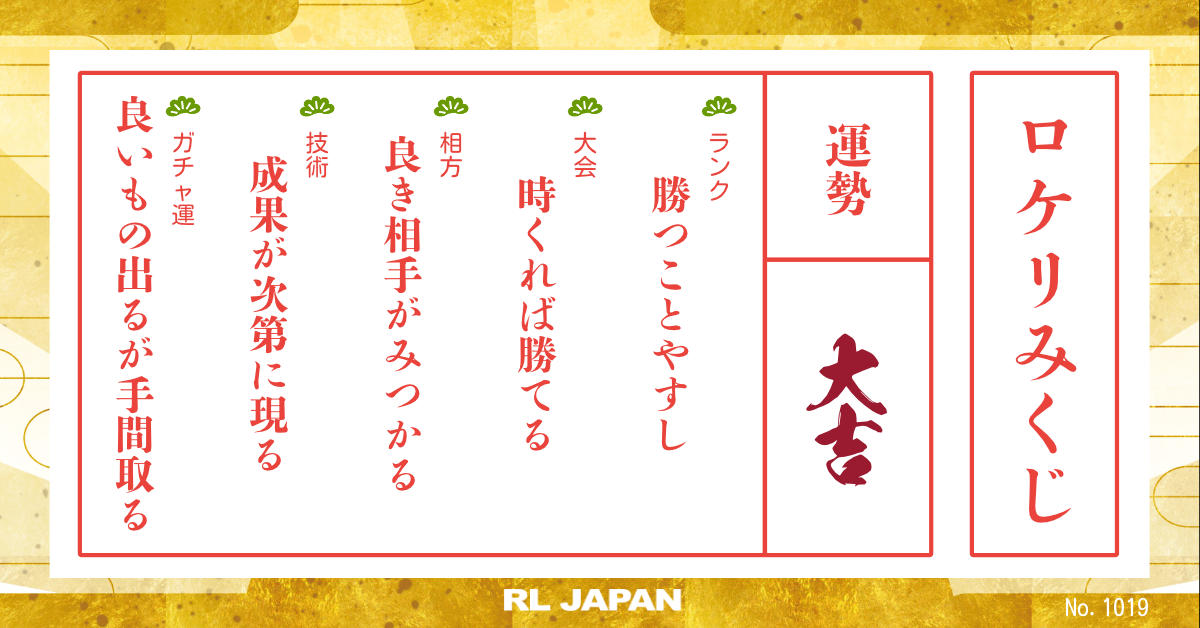 ロケリみくじ
運勢
大吉
ランク
勝つことやすし
大会
時くれば勝てる
相方
良き相手がみつかる
技術
成果が次第に現る
ガチャ運
良いもの出るが手間取る
RL JAPAN
No. 1019